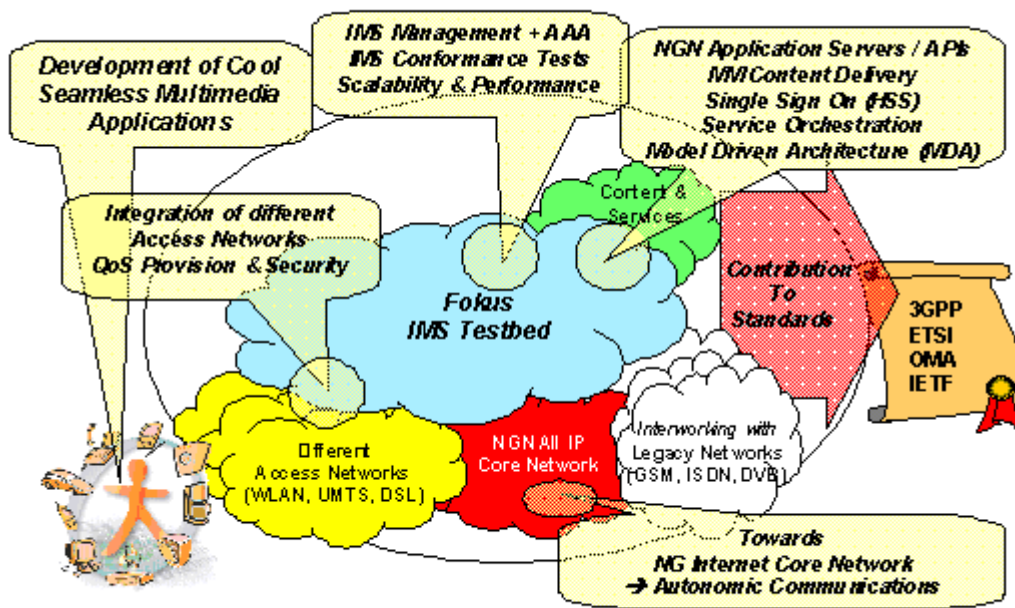 Development of Cool
Seamless Multimedia
Applications
IMS Management + AAA
IMS Conformance Tests
Scalability & Performance
NGN Application Servers / APIs
MM Content Delivery
Single Sign On (HSS)
Service Orchestration
Model Driven Architecture (MDA)
Integration of different
Access Networks
QoS Provision & Security
Content &
Services
Fokus
IMS Testbed
Contribution
To
Standards
3GPP
ETSI
OMA
IETF
Different
Access Networks
(WLAN, UMTS, DSL)
NGN All IP
Core Network
Interworking with
Legacy Networks
(GSM, ISDN, DVB)
Towards
NG Internet Core Network
→ Autonomic Communications